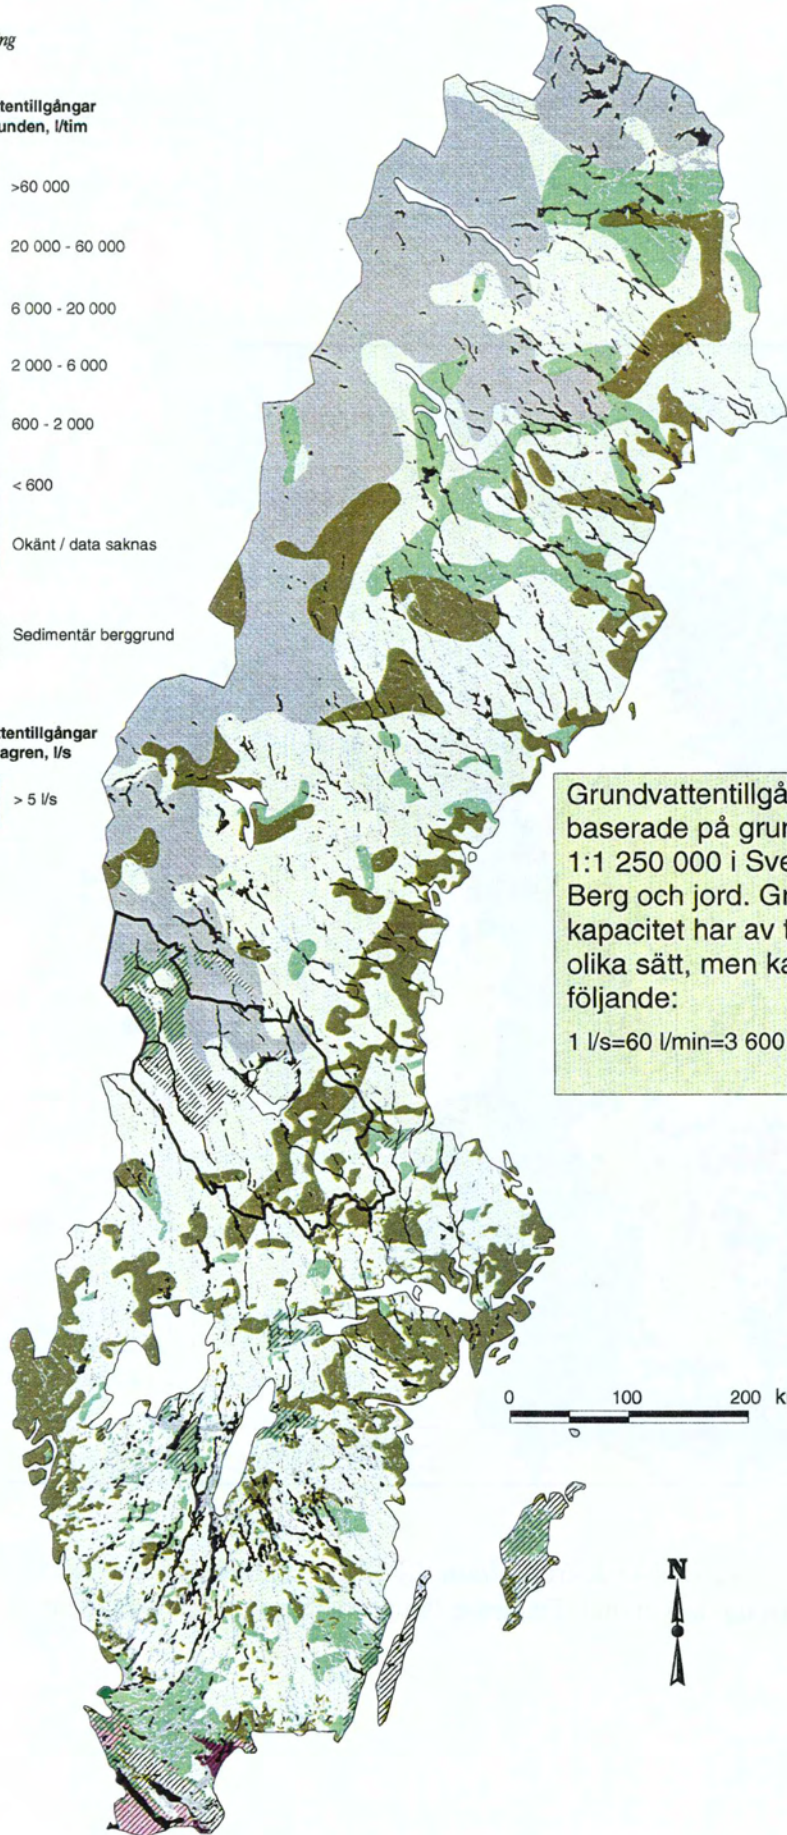 ng
tentillgångar
unden, l/tim
>60 000
20 000 - 60 000
6 000 - 20 000
2 000 - 6 000
600 - 2 000
< 600
Okänt / data saknas
Sedimentär berggrund
ttentillgångar
agren, l/s
> 5 l/s
Grundvattentillgå
baserade på grun
1:1 250 000 i Sve
Berg och jord. Gr
kapacitet har av t
olika sätt, men ka
följande:
1 l/s=60 l/min=3 600
0 100 200 k
N